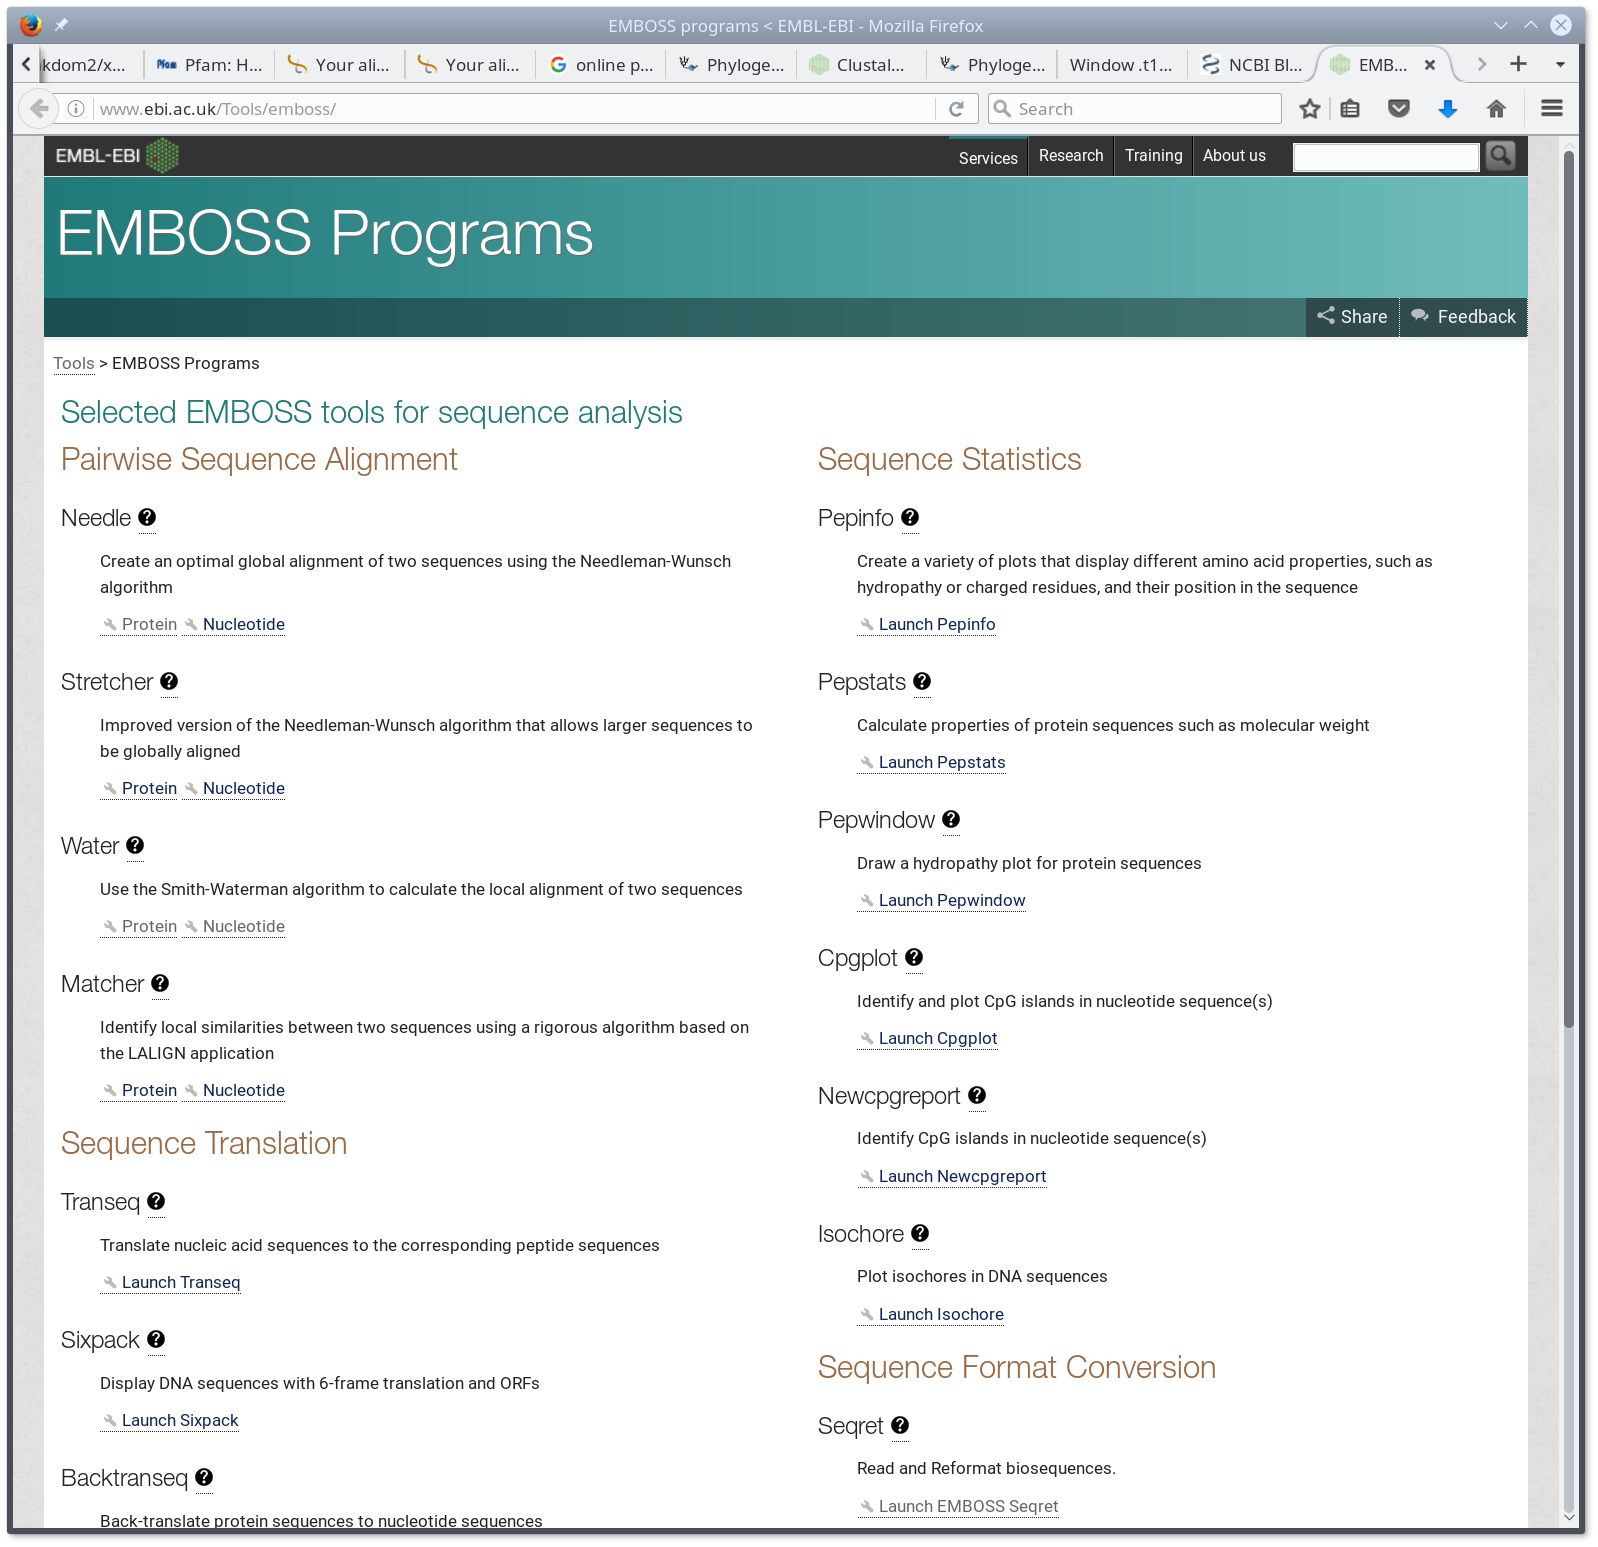 EMBOSS programs < EMBL-EBI - Mozilla Firefox
kdom2/x...
Pfam Pfam: H...
Your ali...
Your ali...
online p...
Phyloge...
Clustal...
Phyloge...
Window .t1...
NCBI Bl...
EMB...
www.ebi.ac.uk/Tools/emboss/
Search
EMBL-EBI
Services
Research
Training
About us
EMBOSS Programs
Share
Feedback
Tools > EMBOSS Programs
Selected EMBOSS tools for sequence analysis
Pairwise Sequence Alignment
Needle ?
Create an optimal global alignment of two sequences using the Needleman-Wunsch
algorithm
Protein Nucleotide
Stretcher ?
Improved version of the Needleman-Wunsch algorithm that allows larger sequences to
be globally aligned
Protein Nucleotide
Water ?
Use the Smith-Waterman algorithm to calculate the local alignment of two sequences
Protein Nucleotide
Matcher ?
Identify local similarities between two sequences using a rigorous algorithm based on
the LALIGN application
Protein Nucleotide
Sequence Translation
Transeq ?
Translate nucleic acid sequences to the corresponding peptide sequences
Launch Transeq
Sixpack ?
Display DNA sequences with 6-frame translation and ORFs
Launch Sixpack
Backtranseq ?
Back-translate protein sequences to nucleotide sequences
Sequence Statistics
Pepinfo ?
Create a variety of plots that display different amino acid properties, such as
hydropathy or charged residues, and their position in the sequence
Launch Pepinfo
Pepstats ?
Calculate properties of protein sequences such as molecular weight
Launch Pepstats
Pepwindow ?
Draw a hydropathy plot for protein sequences
Launch Pepwindow
Cpgplot ?
Identify and plot CpG islands in nucleotide sequence(s)
Launch Cpgplot
Newcpgreport ?
Identify CpG islands in nucleotide sequence(s)
Launch Newcpgreport
Isochore ?
Plot isochores in DNA sequences
Launch Isochore
Sequence Format Conversion
Seqret ?
Read and Reformat biosequences.
Launch EMBOSS Seqret